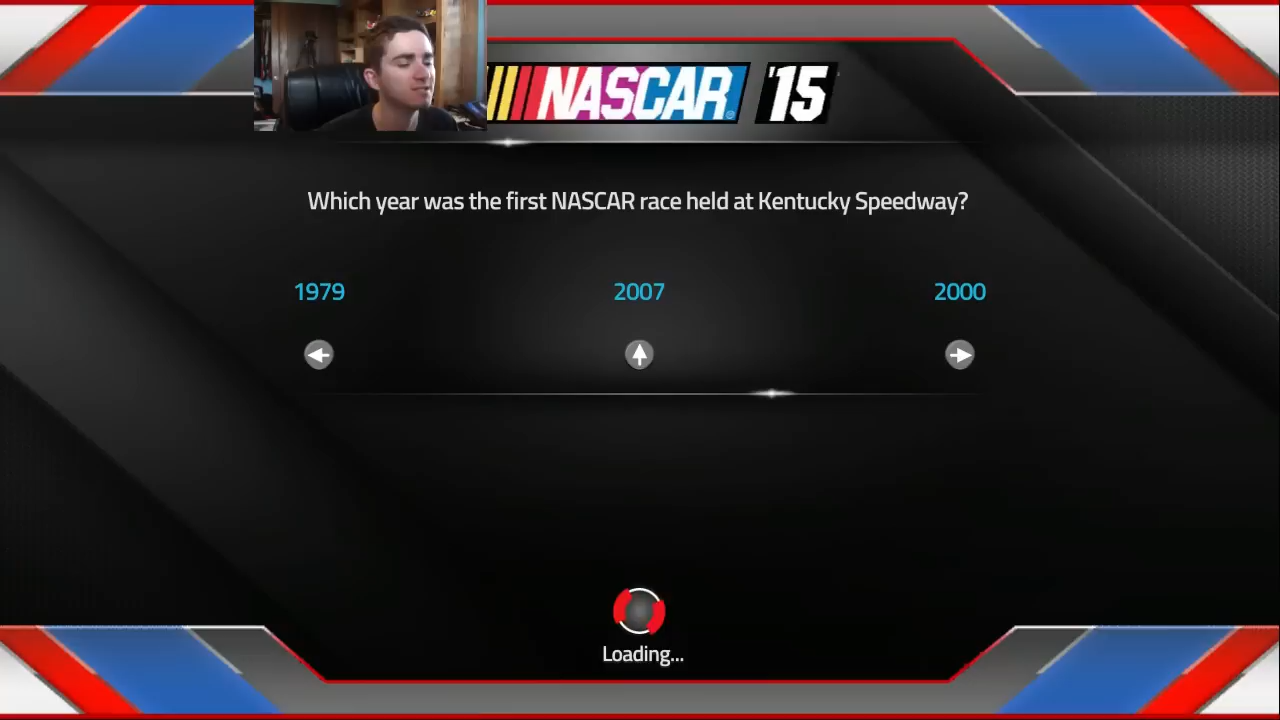 NASCAR '15
Which year was the first NASCAR race held at Kentucky Speedway?
1979 2007 2000
Loading...